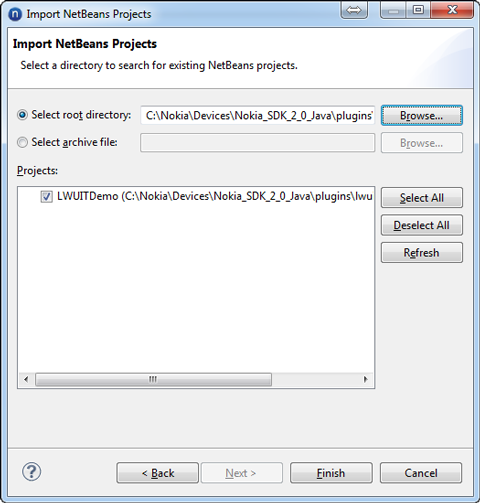 n Import NetBeans Projects
Import NetBeans Projects
Select a directory to search for existing NetBeans projects.
Select root directory: C:\Nokia\Devices\Nokia_SDK_2_0_Java\plugins\ Browse...
Select archive file: Browse...
Projects:
LWUITDemo (C:\Nokia\Devices\Nokia_SDK_2_0_Java\plugins\lwu Select All
Deselect All
Refresh
? < Back Next > Finish Cancel